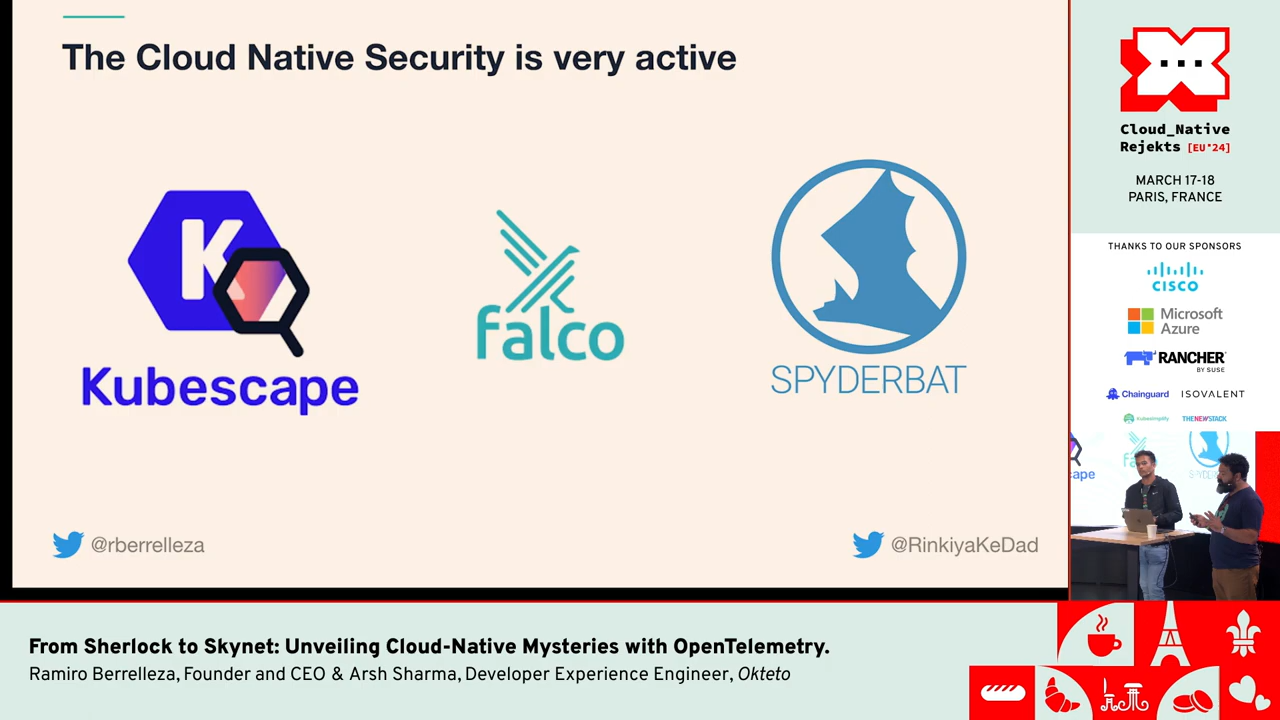 The Cloud Native Security is very active
K
Kubescape
falco
SPYDERBAT
@rberrelleza
@RinkiyaKeDad
Cloud_Native
Rejekts [EU'24]
MARCH 17-18
PARIS, FRANCE
THANKS TO OUR SPONSORS
CISCO
Microsoft
Azure
RANCHER
BY SUSE
Chainguard
ISOVALENT
kubesimplify
THENEWSTACK
ape
From Sherlock to Skynet: Unveiling Cloud-Native Mysteries with OpenTelemetry.
Ramiro Berrelleza, Founder and CEO & Arsh Sharma, Developer Experience Engineer, Okteto